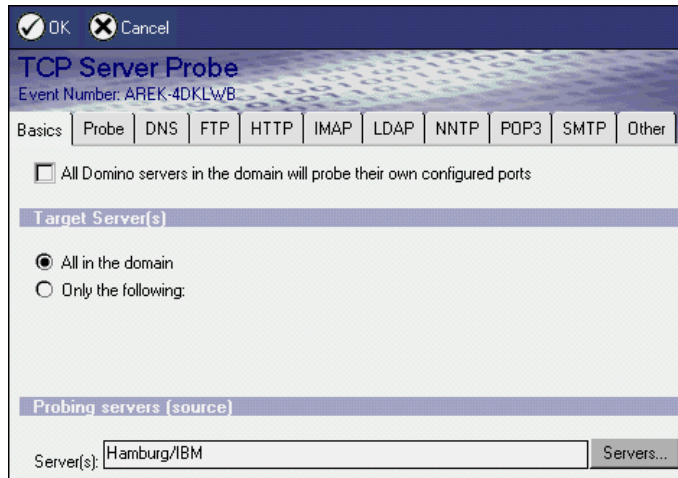 OK Cancel
TCP Server Probe
Event Number: AREK-4DKLWB
Basics Probe DNS FTP HTTP IMAP LDAP NNTP POP3 SMTP Other
All Domino servers in the domain will probe their own configured ports
Target Server(s)
All in the domain
Only the following:
Probing servers (source)
Server(s): Hamburg/IBM Servers...